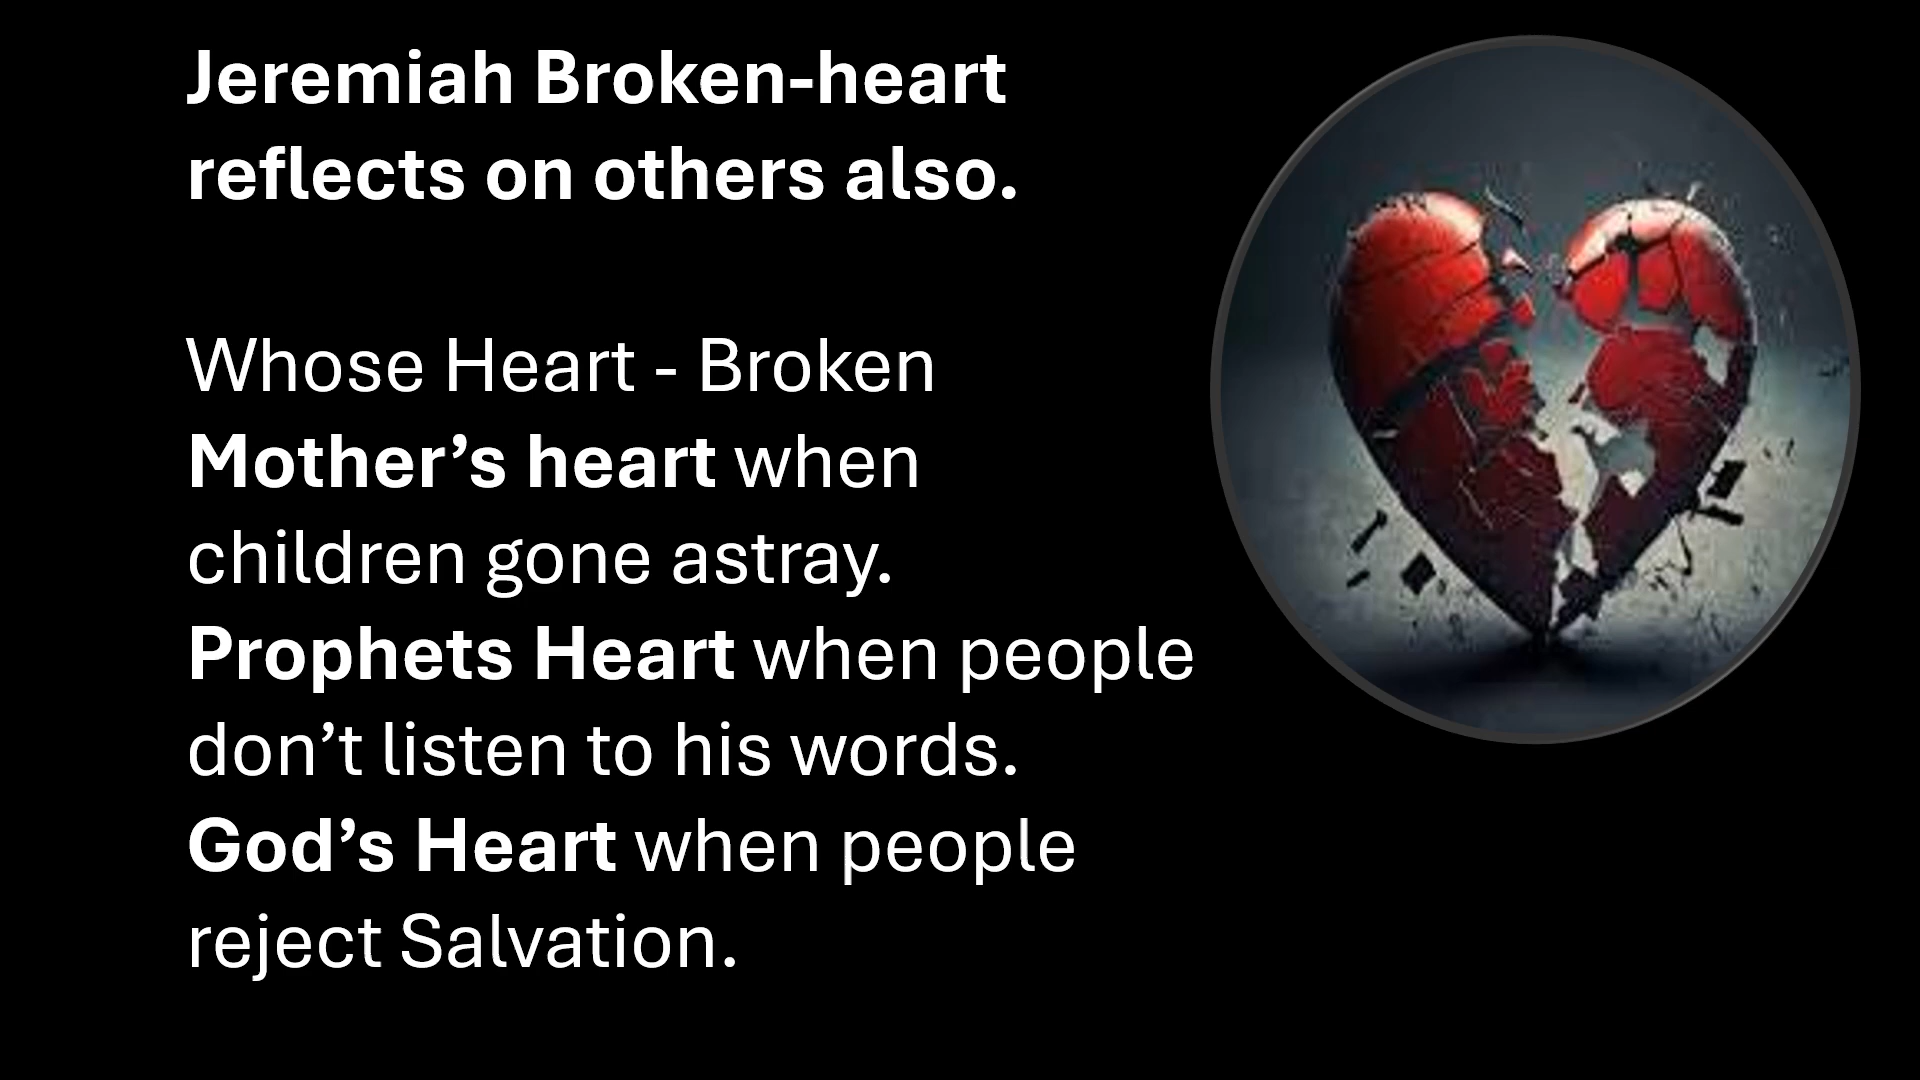 Jeremiah Broken-heart
reflects on others also.
Whose Heart - Broken
Mother’s heart when
children gone astray.
Prophets Heart when people
don’t listen to his words.
God’s Heart when people
reject Salvation.